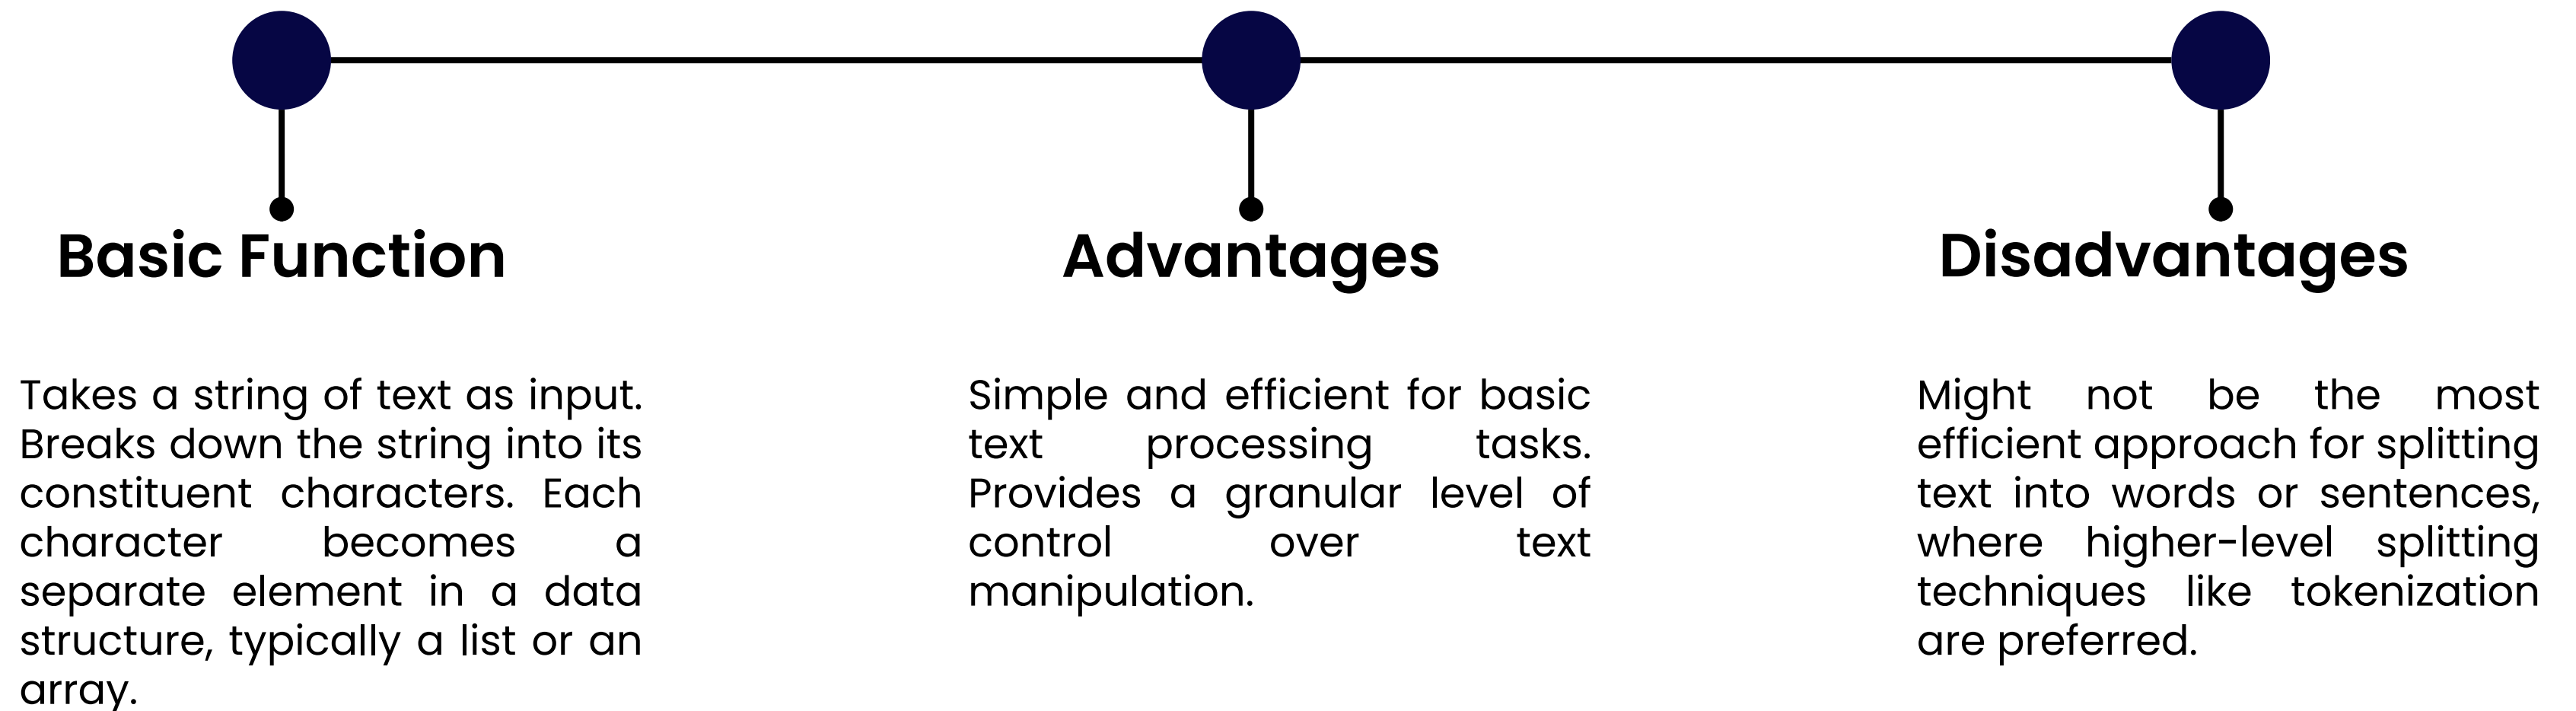 Basic Function
Takes a string of text as input.
Breaks down the string into its
constituent characters. Each
character becomes a
separate element in a data
structure, typically a list or an
array.
Advantages
Simple and efficient for basic
text processing tasks.
Provides a granular level of
control over text
manipulation.
Disadvantages
Might not be the most
efficient approach for splitting
text into words or sentences,
where higher-level splitting
techniques like tokenization
are preferred.